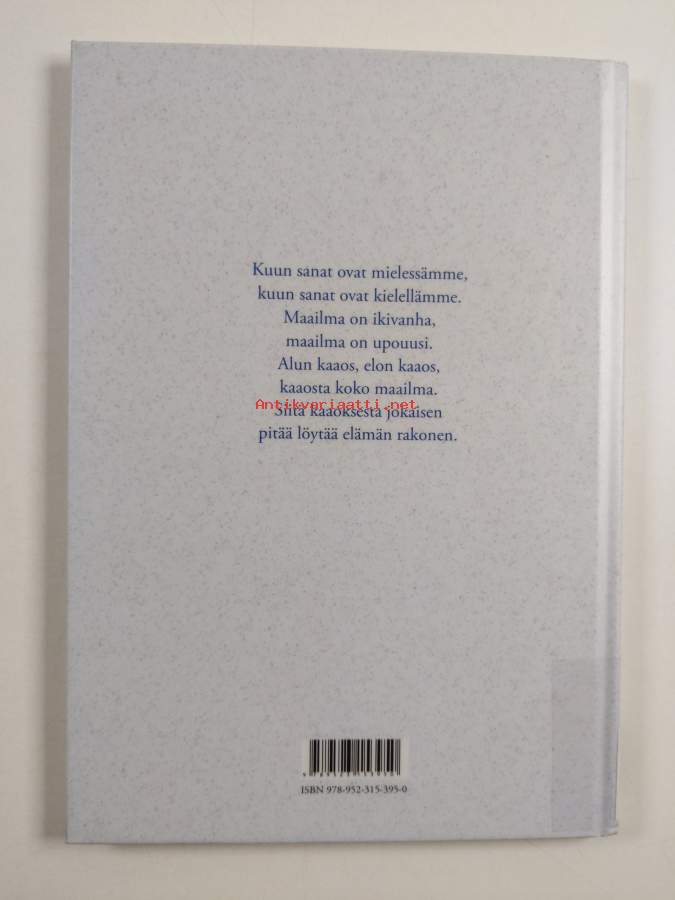 Kuun sanat ovat mielessämme,
kuun sanat ovat kielellämme.
Maailma on ikivanha,
maailma on upouusi.
Alun kaaos, elon kaaos,
kaaosta koko maailma.
Antikvariaatti.net
Siitä kaaoksesta jokaisen
pitää löytää elämän rakonen.
ISBN 978-952-315-395-0